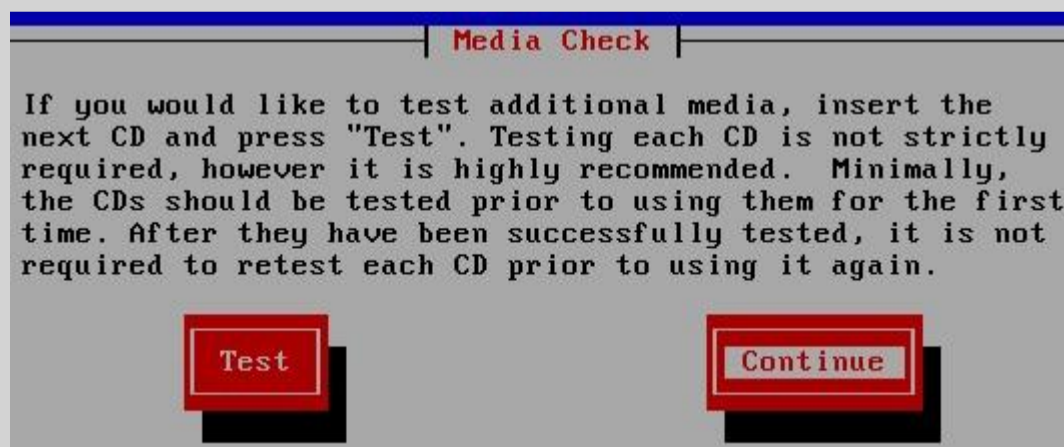 Media Check
If you would like to test additional media, insert the
next CD and press "Test". Testing each CD is not strictly
required, however it is highly recommended.  Minimally,
the CDs should be tested prior to using them for the first
time. After they have been successfully tested, it is not
required to retest each CD prior to using it again.
Test
Continue